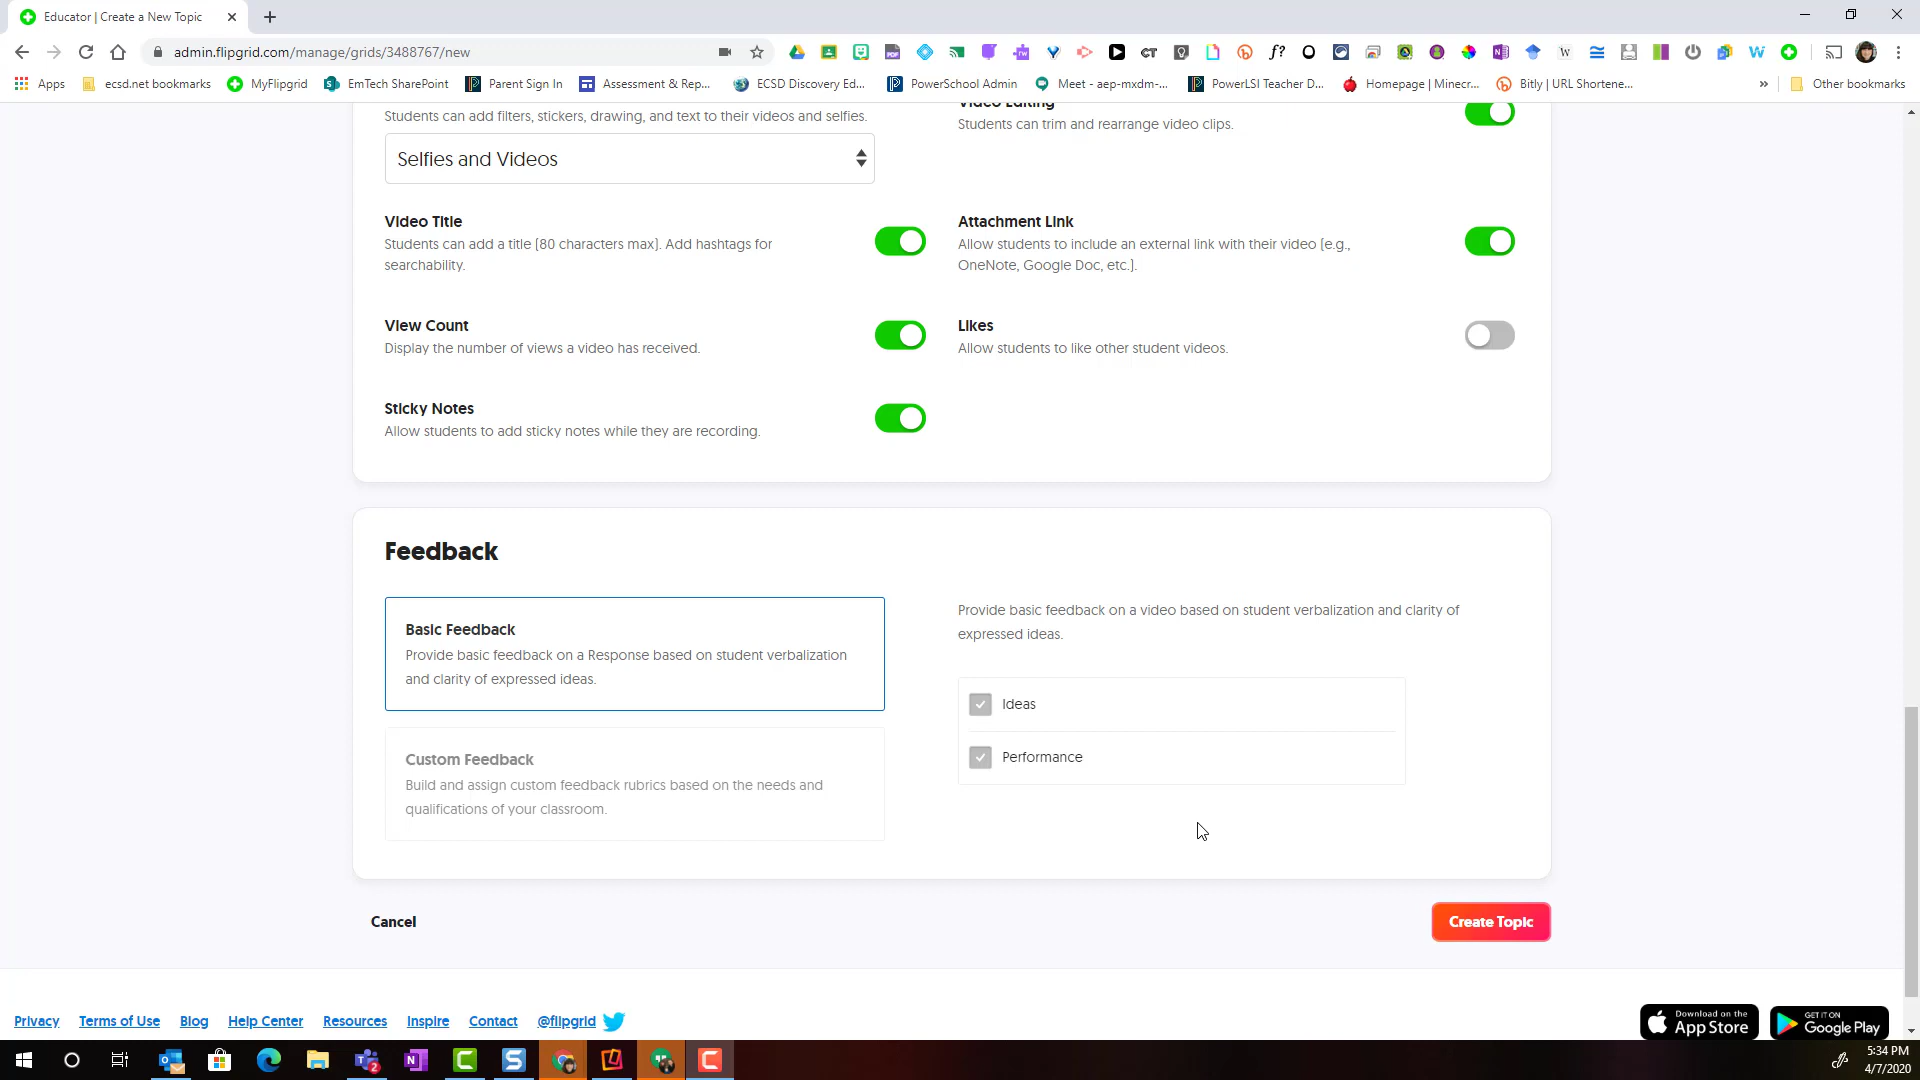 Educator | Create a New Topic
admin.flipgrid.com/manage/grids/3488767/new
Apps
ecsd.net bookmarks
MyFlipgrid
EmTech SharePoint
Parent Sign In
Assessment & Rep...
ECSD Discovery Ed...
PowerSchool Admin
Meet - aep-mxdm-...
PowerLSI Teacher D...
Homepage | Minecr...
Bitly | URL Shortene...
»
Other bookmarks
Students can add filters, stickers, drawing, and text to their videos and selfies.
Selfies and Videos
Video Editing
Students can trim and rearrange video clips.
Video Title
Students can add a title (80 characters max). Add hashtags for
searchability.
Attachment Link
Allow students to include an external link with their video (e.g.,
OneNote, Google Doc, etc.).
View Count
Display the number of views a video has received.
Likes
Allow students to like other student videos.
Sticky Notes
Allow students to add sticky notes while they are recording.
Feedback
Basic Feedback
Provide basic feedback on a Response based on student verbalization
and clarity of expressed ideas.
Custom Feedback
Build and assign custom feedback rubrics based on the needs and
qualifications of your classroom.
Provide basic feedback on a video based on student verbalization and clarity of
expressed ideas.
Ideas
Performance
Cancel
Create Topic
Privacy
Terms of Use
Blog
Help Center
Resources
Inspire
Contact
@flipgrid
Download on the
App Store
GET IT ON
Google Play
5:34 PM
4/7/2020